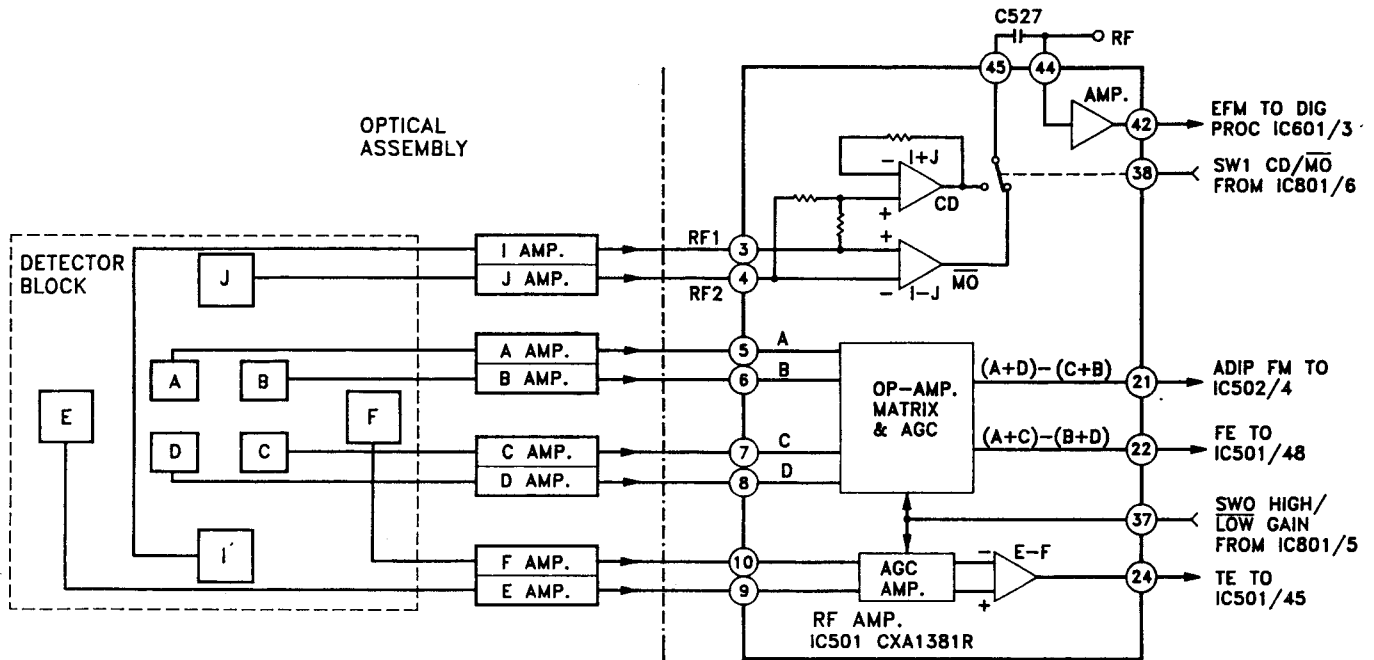 C527
RF
45
44
AMP.
42
EFM TO DIG
PROC IC601/3
OPTICAL
ASSEMBLY
I+J
−
+
CD
38
SW1 CD/M̅O̅
FROM IC801/6
DETECTOR
BLOCK
J
I AMP.
J AMP.
RF1
3
4
RF2
+
−
I−J
M̅O̅
A
B
E
F
D
C
I
A AMP.
B AMP.
C AMP.
D AMP.
F AMP.
E AMP.
5
A
6
B
7
C
8
D
10
9
OP-AMP.
MATRIX
& AGC
(A+D)−(C+B)
21
ADIP FM TO
IC502/4
(A+C)−(B+D)
22
FE TO
IC501/48
37
SWO HIGH/
L̅O̅W̅ GAIN
FROM IC801/5
AGC
AMP.
−
E−F
+
24
TE TO
IC501/45
RF AMP.
IC501 CXA1381R